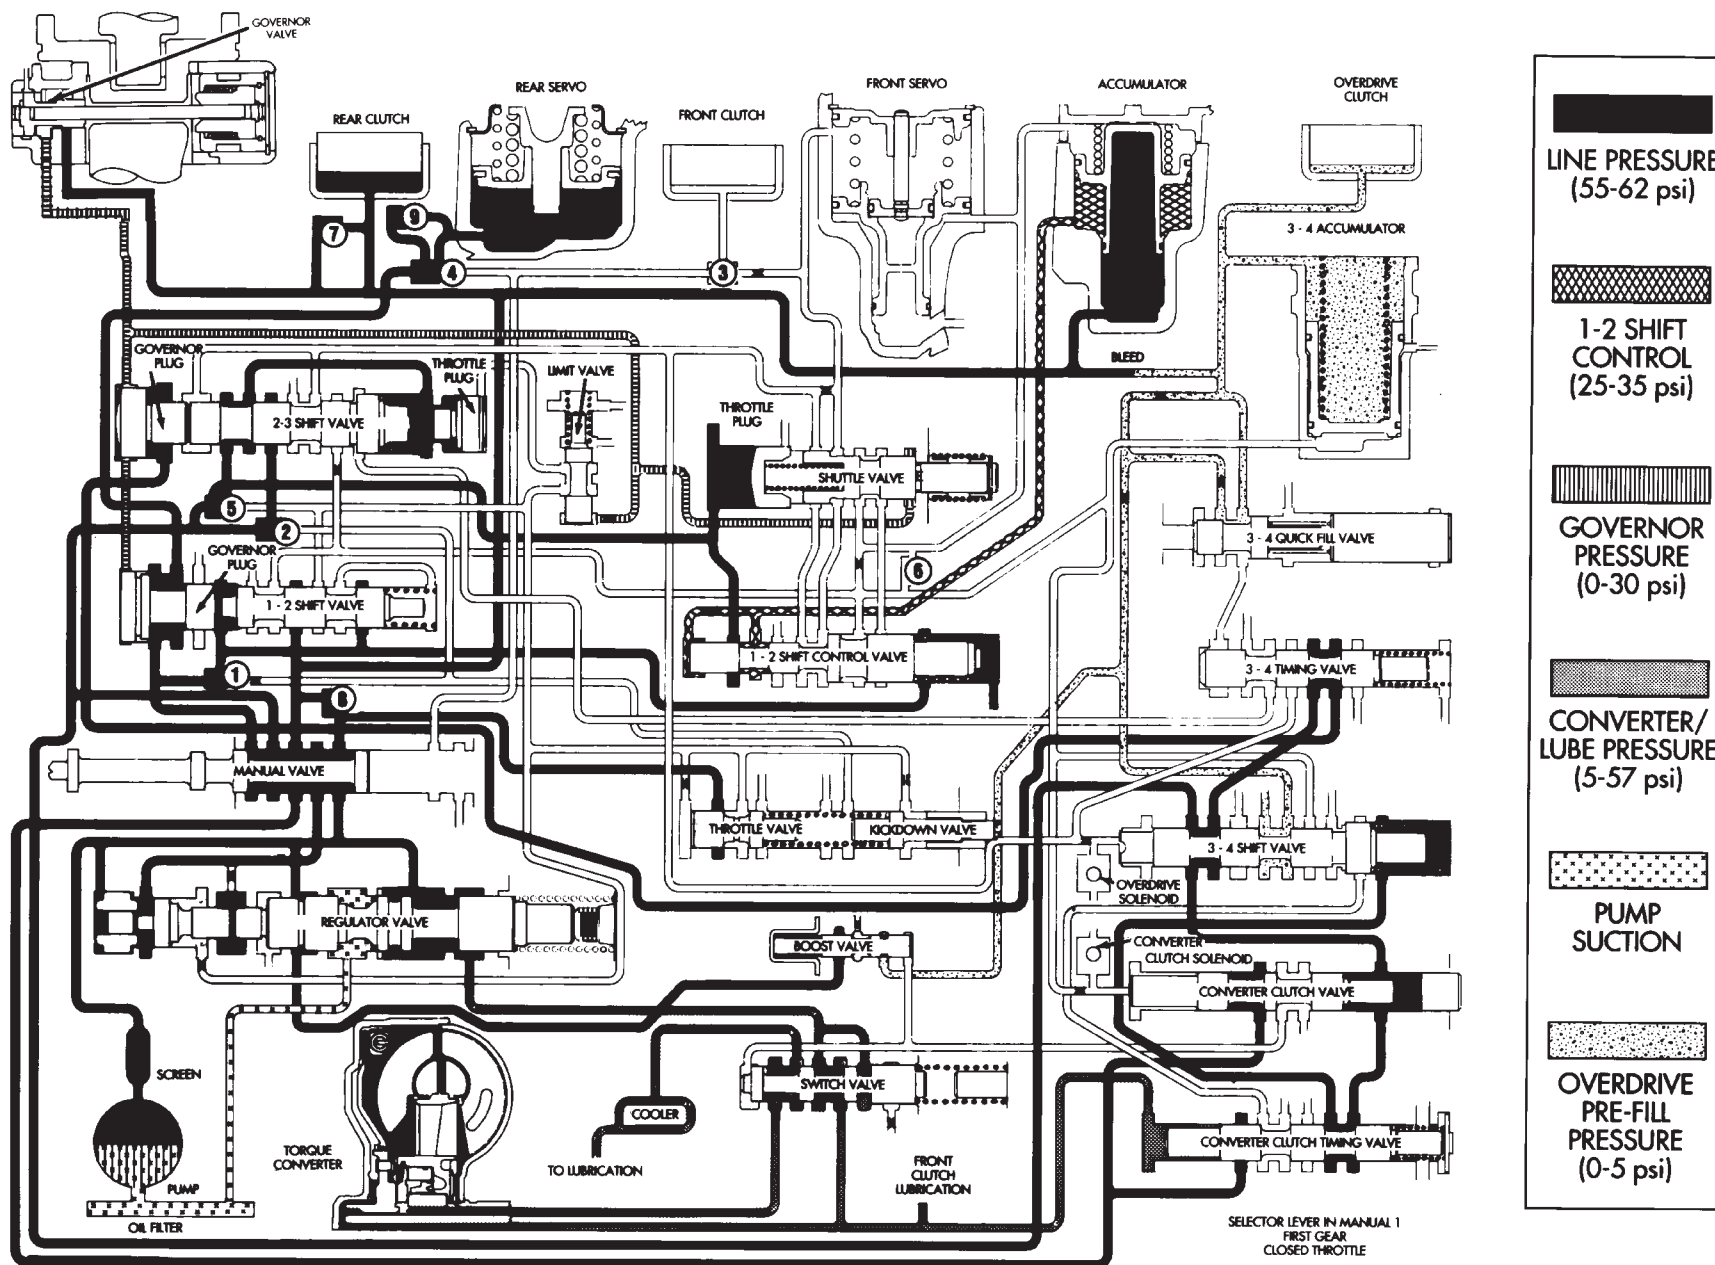 GOVERNOR
VALVE
REAR CLUTCH
REAR SERVO
FRONT CLUTCH
FRONT SERVO
ACCUMULATOR
OVERDRIVE
CLUTCH
7
9
4
3
3 - 4 ACCUMULATOR
BLEED
GOVERNOR
PLUG
THROTTLE
PLUG
LIMIT VALVE
THROTTLE
PLUG
2-3 SHIFT VALVE
SHUTTLE VALVE
5
2
3 - 4 QUICK FILL VALVE
GOVERNOR
PLUG
6
1 - 2 SHIFT VALVE
1 - 2 SHIFT CONTROL VALVE
3 - 4 TIMING VALVE
1
8
MANUAL VALVE
THROTTLE VALVE
KICKDOWN VALVE
3 - 4 SHIFT VALVE
OVERDRIVE
SOLENOID
REGULATOR VALVE
BOOST VALVE
CONVERTER
CLUTCH SOLENOID
CONVERTER CLUTCH VALVE
SCREEN
SWITCH VALVE
COOLER
TORQUE
CONVERTER
TO LUBRICATION
FRONT
CLUTCH
LUBRICATION
CONVERTER CLUTCH TIMING VALVE
PUMP
OIL FILTER
SELECTOR LEVER IN MANUAL 1
FIRST GEAR
CLOSED THROTTLE
LINE PRESSURE
(55-62 psi)
1-2 SHIFT
CONTROL
(25-35 psi)
GOVERNOR
PRESSURE
(0-30 psi)
CONVERTER/
LUBE PRESSURE
(5-57 psi)
PUMP
SUCTION
OVERDRIVE
PRE-FILL
PRESSURE
(0-5 psi)